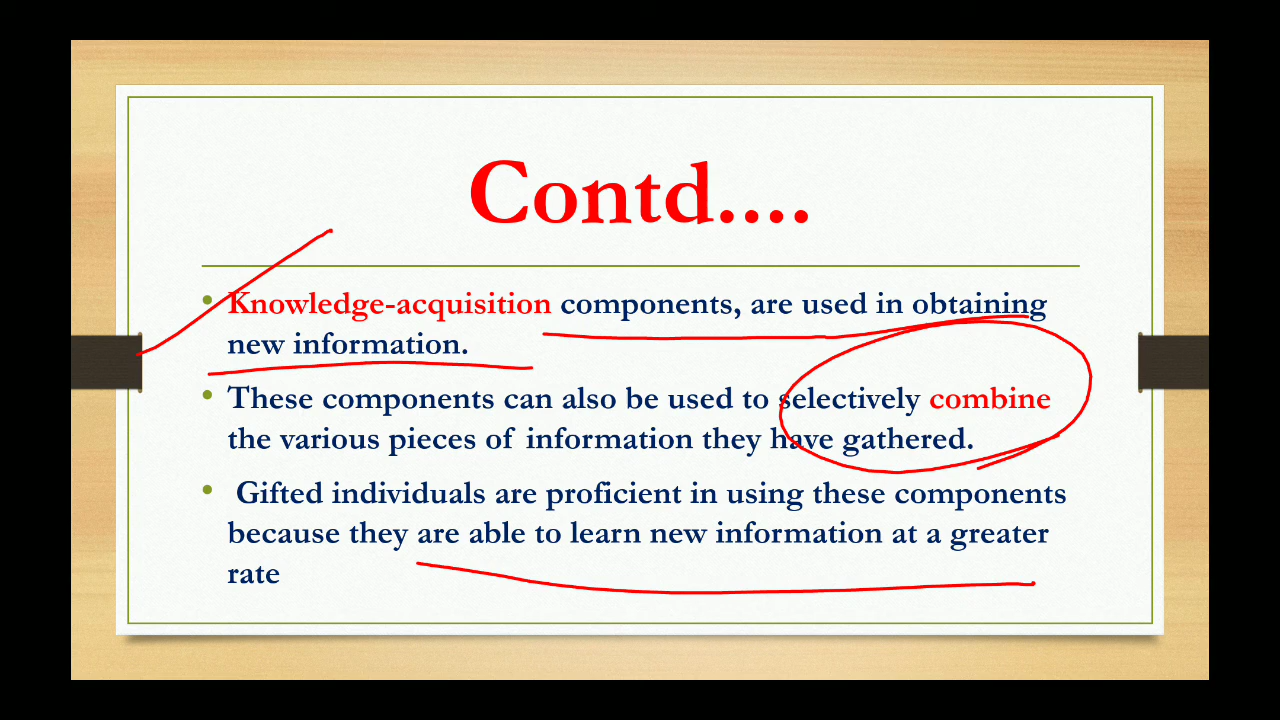 Contd....
• Knowledge-acquisition components, are used in obtaining
new information.
• These components can also be used to selectively combine
the various pieces of information they have gathered.
• Gifted individuals are proficient in using these components
because they are able to learn new information at a greater
rate